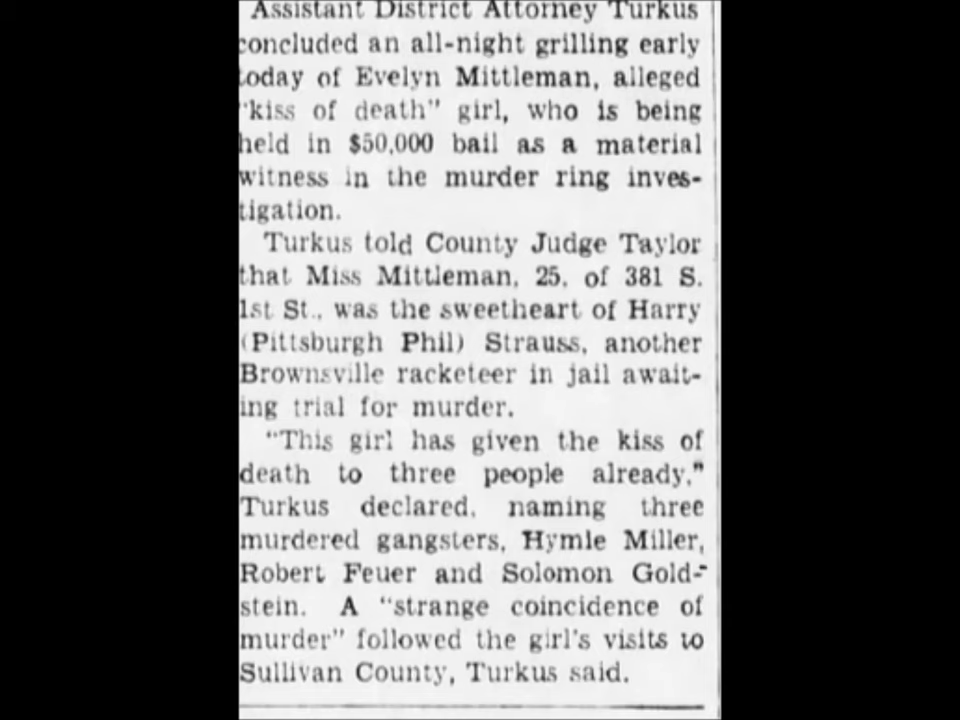 Assistant District Attorney Turkus
concluded an all-night grilling early
today of Evelyn Mittleman, alleged
"kiss of death" girl, who is being
held in $50,000 bail as a material
witness in the murder ring inves-
tigation.
Turkus told County Judge Taylor
that Miss Mittleman, 25, of 381 S.
1st St., was the sweetheart of Harry
(Pittsburgh Phil) Strauss, another
Brownsville racketeer in jail await-
ing trial for murder.
"This girl has given the kiss of
death to three people already,"
Turkus declared, naming three
murdered gangsters, Hymie Miller,
Robert Feuer and Solomon Gold-
stein. A "strange coincidence of
murder" followed the girl's visits to
Sullivan County, Turkus said.